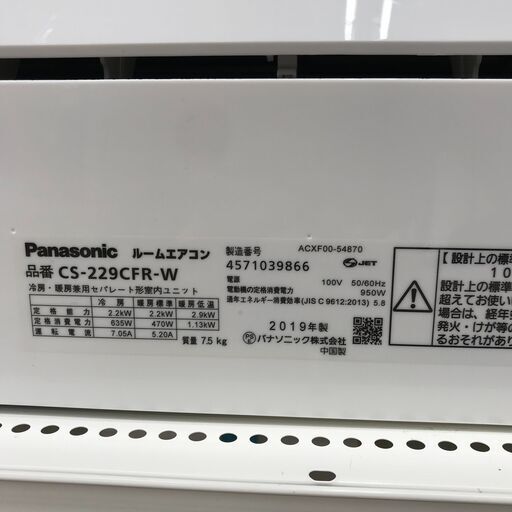 Panasonic ルームエアコン
品番 CS-229CFR-W
冷房・暖房兼用セパレート形室内ユニット
冷房 暖房標準 暖房低温
定格能力 2.2kW 2.2kW 2.9kW
定格消費電力 635W 470W 1.13kW
運転電流 7.05A 5.20A
質量 7.5 kg
製造番号 ACXF00-54870
4571039866 JET
電源 100V 50/60Hz
電動機の定格消費電力 950W
通年エネルギー消費効率(JIS C 9612:2013) 5.8
2019年製
パナソニック株式会社
中国製
【設計上の標準
10
設計上の標準
超えてお使い
場合は、経年
発火・けが等の
るおそれがあり